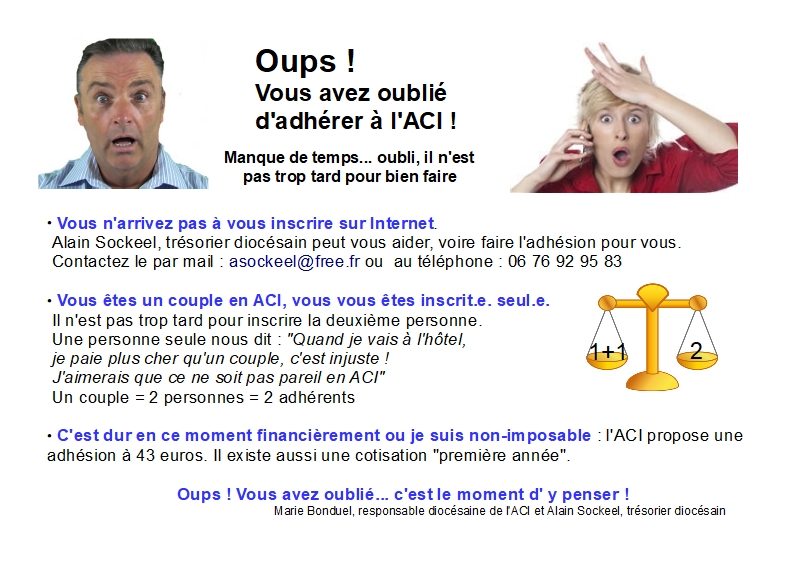 Oups !
Vous avez oublié
d'adhérer à l'ACI !
Manque de temps... oubli, il n'est
pas trop tard pour bien faire
• Vous n'arrivez pas à vous inscrire sur Internet.
Alain Sockeel, trésorier diocésain peut vous aider, voire faire l'adhésion pour vous.
Contactez le par mail : asockeel@free.fr ou au téléphone : 06 76 92 95 83
• Vous êtes un couple en ACI, vous vous êtes inscrit.e. seul.e.
Il n'est pas trop tard pour inscrire la deuxième personne.
Une personne seule nous dit : "Quand je vais à l'hôtel,
je paie plus cher qu'un couple, c'est injuste !
J'aimerais que ce ne soit pas pareil en ACI"
Un couple = 2 personnes = 2 adhérents
1+1 2
• C'est dur en ce moment financièrement ou je suis non-imposable : l'ACI propose une
adhésion à 43 euros. Il existe aussi une cotisation "première année".
Oups ! Vous avez oublié... c'est le moment d' y penser !
Marie Bonduel, responsable diocésaine de l'ACI et Alain Sockeel, trésorier diocésain